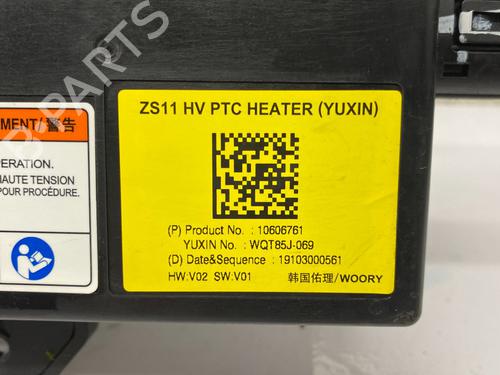 B-PARTS
MENT/警告
ERATION.
HAUTE TENSION
POUR PROCÉDURE.
ZS11 HV PTC HEATER (YUXIN)
(P) Product No. : 10606761
YUXIN No. : WQT85J-069
(D) Date&Sequence : 19103000561
HW:V02 SW:V01 韩国佑理/WOORY